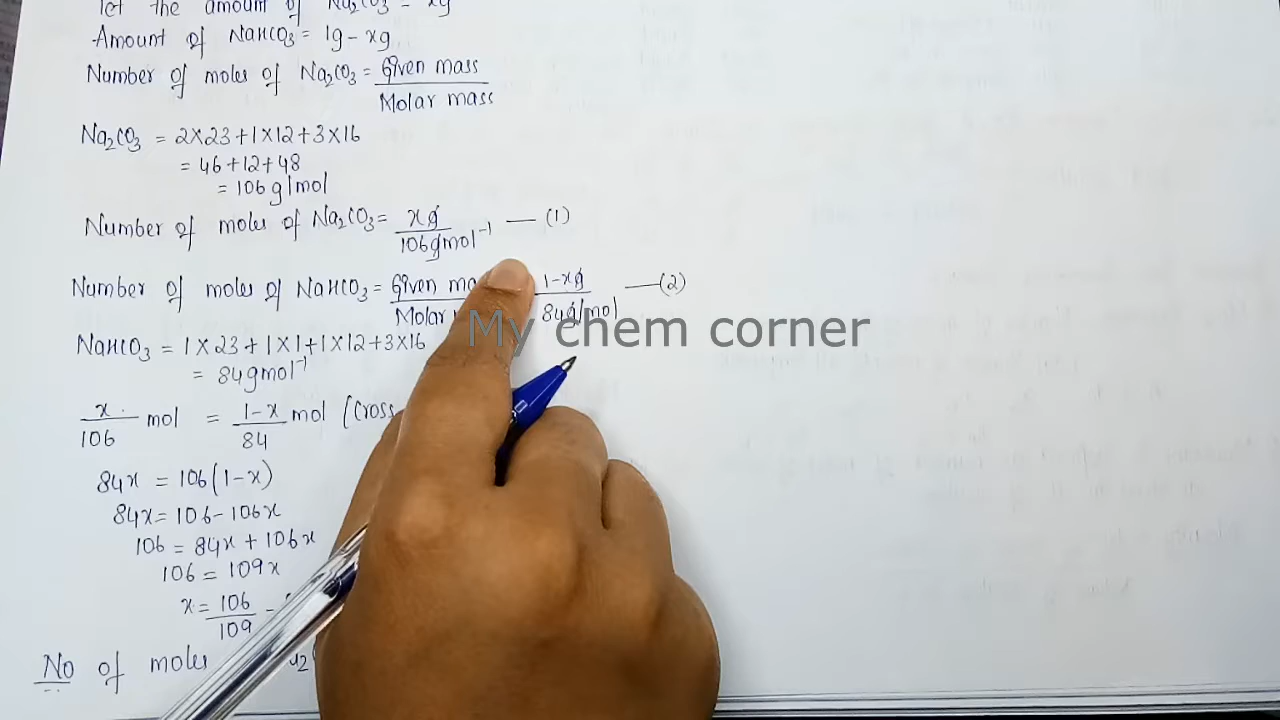 let the amount of Na₂CO₃ = xg
Amount of NaHCO₃ = 1g - xg
Number of moles of Na₂CO₃ = Given mass / Molar mass
Na₂CO₃ = 2×23+1×12+3×16
= 46+12+48
= 106 g/mol
Number of moles of Na₂CO₃ = xg / 106gmol⁻¹ — (1)
Number of moles of NaHCO₃ = Given / Molar 1-xg / 84g/mol — (2)
My chem corner
NaHCO₃ = 1×23+1×1+1×12+3×16
= 84gmol⁻¹
x / 106 mol = 1-x / 84 mol (Cross
84x = 106(1-x)
84x = 106-106x
106 = 84x + 106x
106 = 109x
x = 106 / 109
No of moles